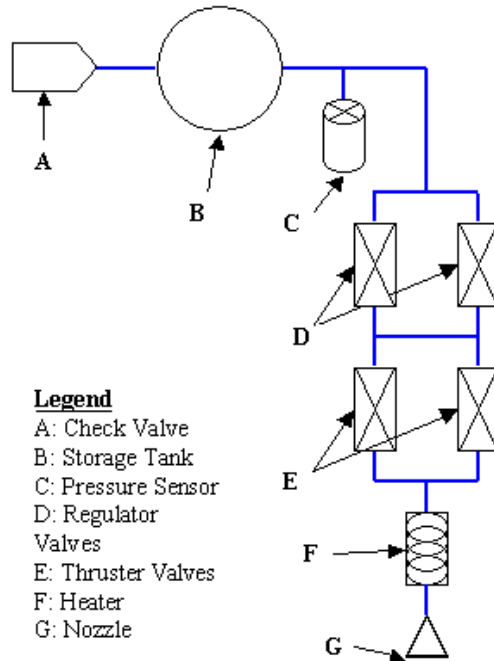 A
B
C
D
E
Legend
A: Check Valve
B: Storage Tank
C: Pressure Sensor
D: Regulator
Valves
E: Thruster Valves
F: Heater
G: Nozzle
F
G